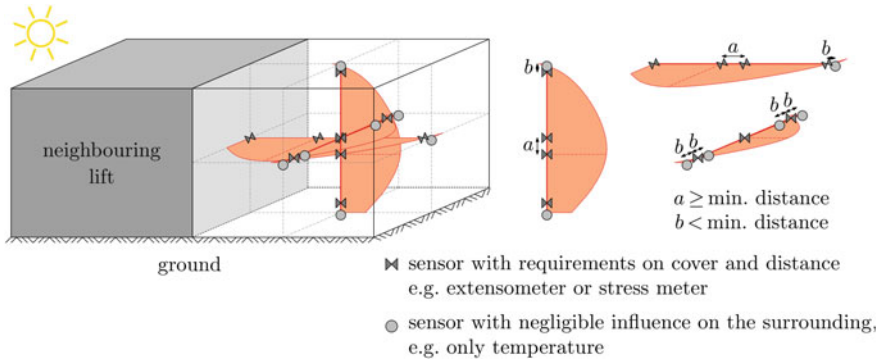 neighbouring
lift
ground
b
a
a
b
b b
b b
a ≥ min. distance
b < min. distance
sensor with requirements on cover and distance
e.g. extensometer or stress meter
sensor with negligible influence on the surrounding,
e.g. only temperature